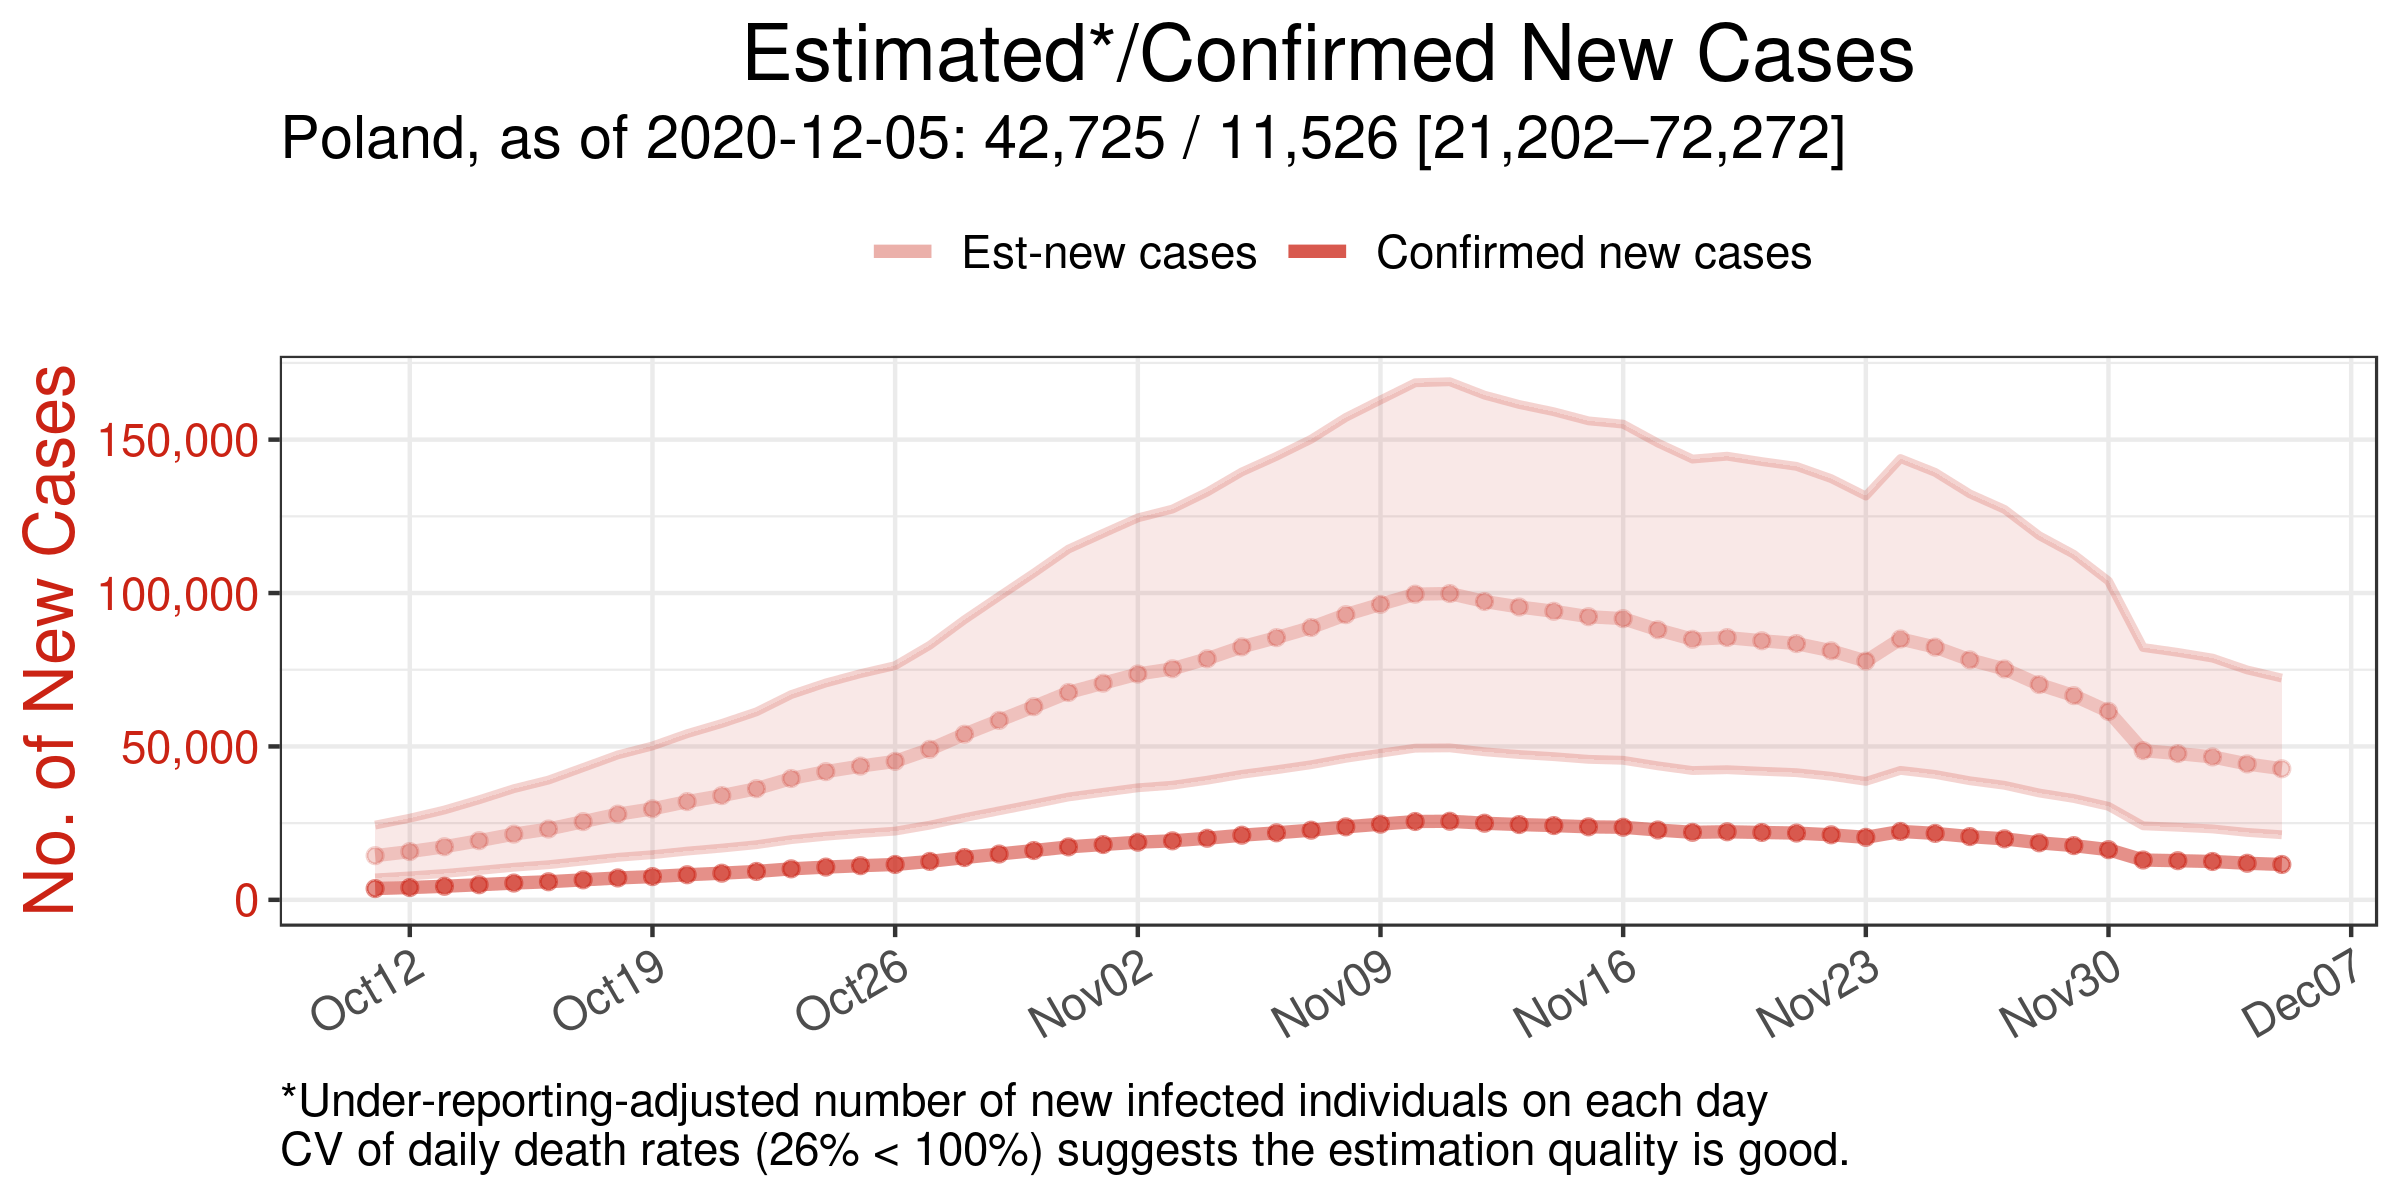 Estimated*/Confirmed New Cases
Poland, as of 2020-12-05: 42,725 / 11,526 [21,202–72,272]
Est-new cases
Confirmed new cases
No. of New Cases
150,000
100,000
50,000
0
Oct12
Oct19
Oct26
Nov02
Nov09
Nov16
Nov23
Nov30
Dec07
*Under-reporting-adjusted number of new infected individuals on each day
CV of daily death rates (26% < 100%) suggests the estimation quality is good.